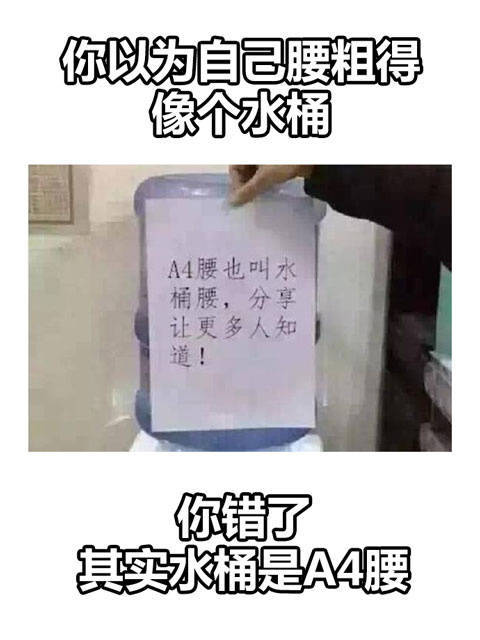 你以为自己腰粗得
像个水桶
A4腰也叫水
桶腰，分享
让更多人知
道！
你错了
其实水桶是A4腰